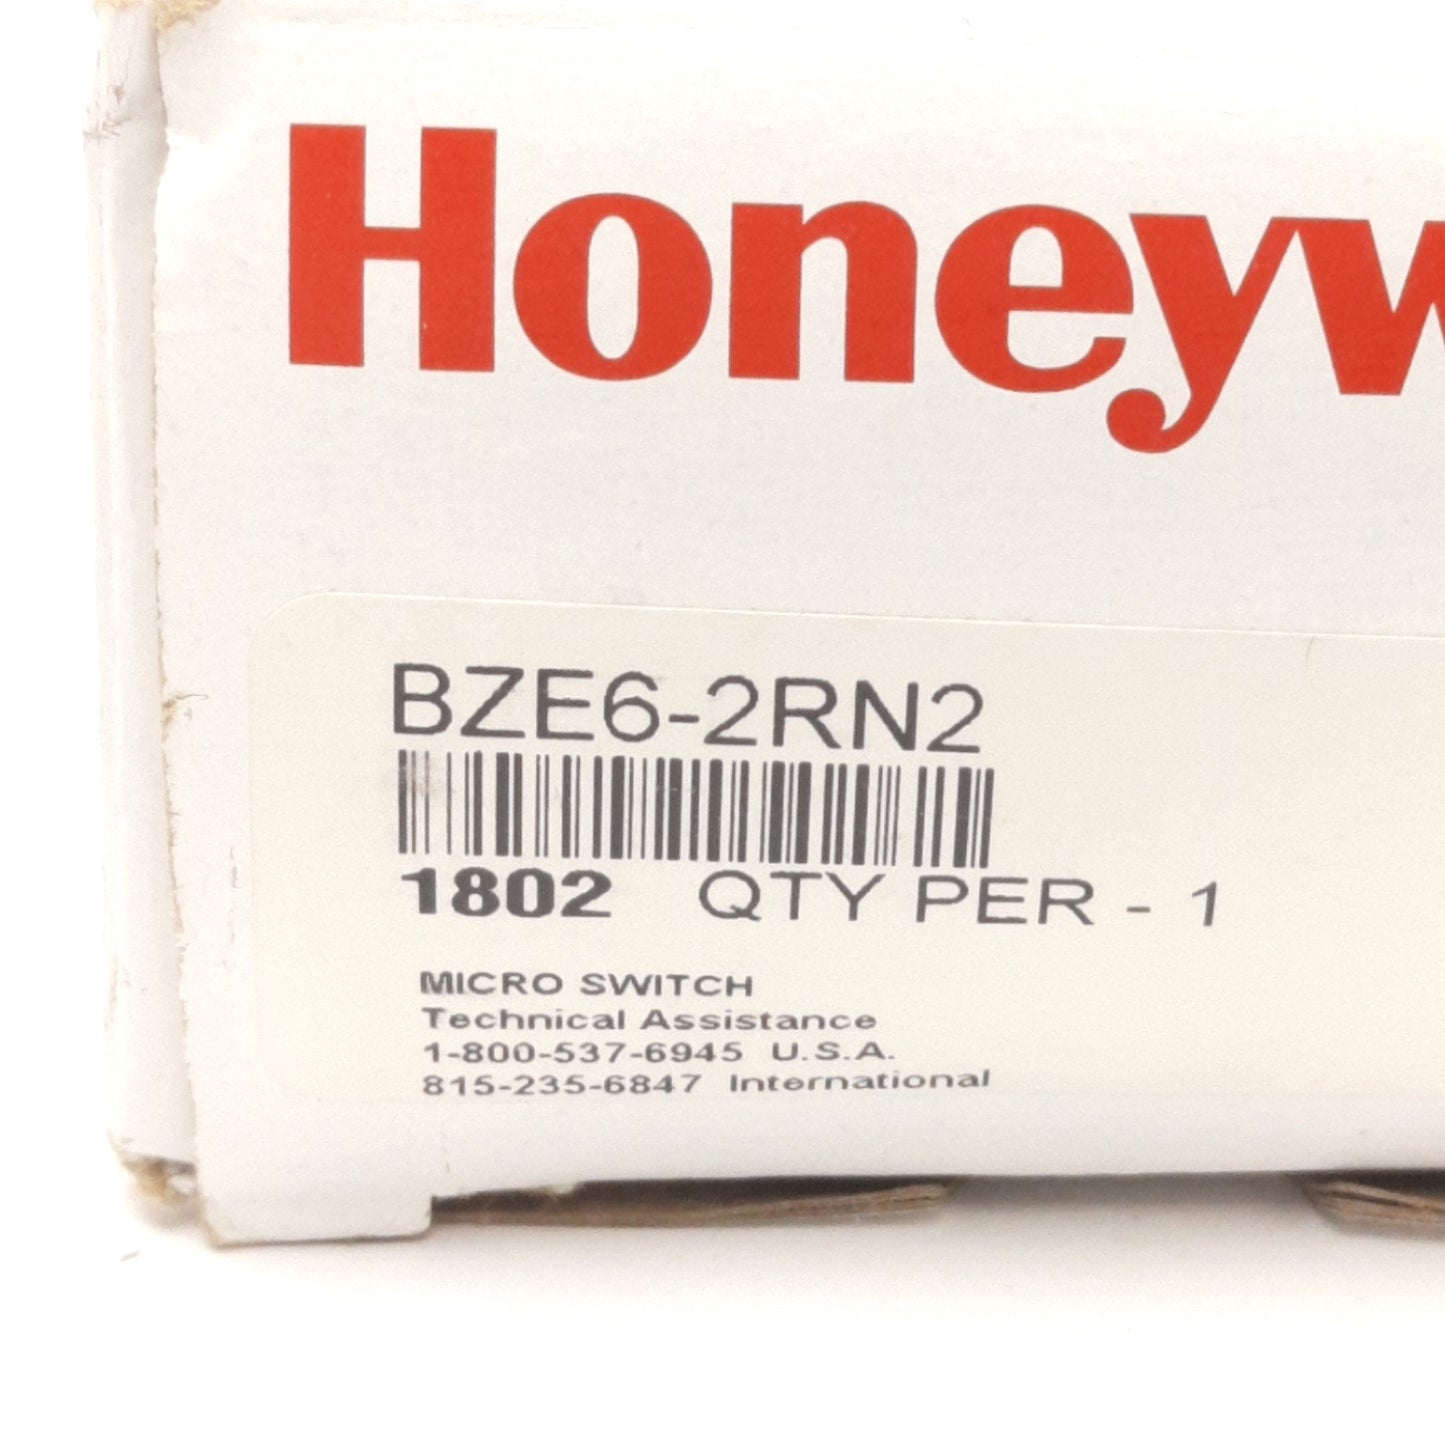 Honeyw
BZE6-2RN2
1802 QTY PER - 1
MICRO SWITCH
Technical Assistance
1-800-537-6945 U.S.A.
815-235-6847 International